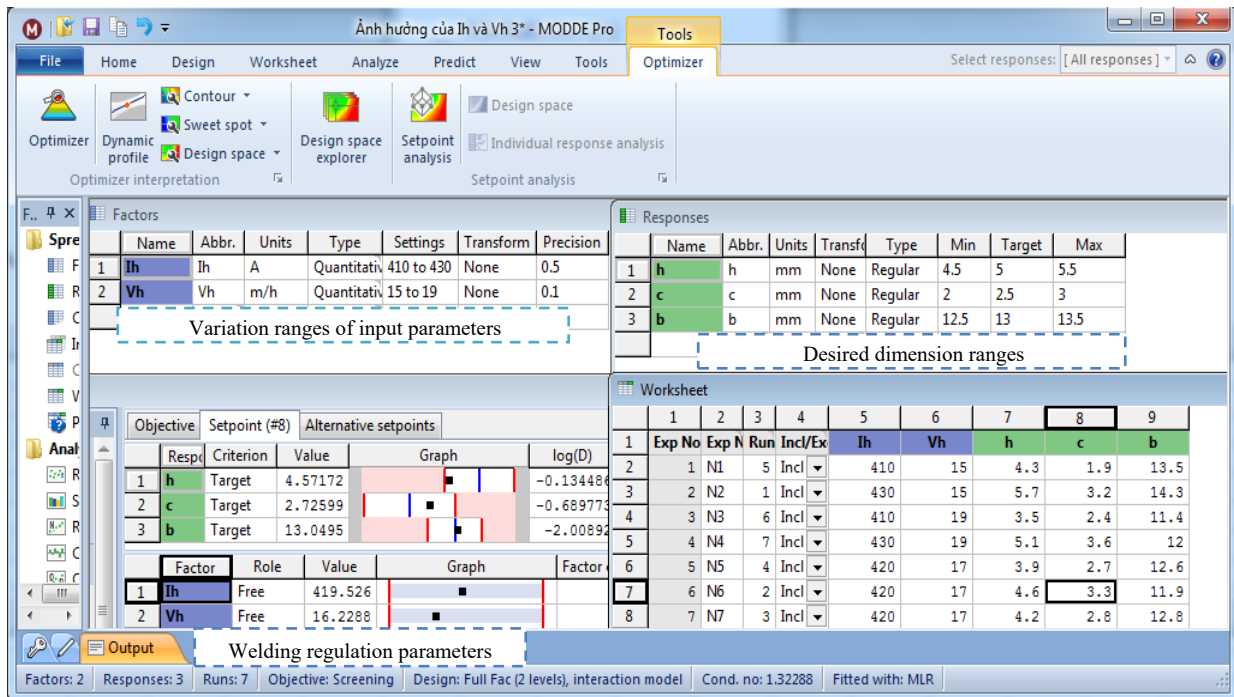 Ảnh hưởng của Ih và Vh 3* - MODDE Pro
Tools
File Home Design Worksheet Analyze Predict View Tools Optimizer Select responses: [ All responses ]
Optimizer
Dynamic profile
Contour
Sweet spot
Design space
Design space explorer
Setpoint analysis
Design space
Individual response analysis
Optimizer interpretation
Setpoint analysis
F..
Spre
F
R
C
In
C
V
P
Anal
R
S
R
C
Factors
Name Abbr. Units Type Settings Transform Precision
1 Ih Ih A Quantitativ 410 to 430 None 0.5
2 Vh Vh m/h Quantitativ 15 to 19 None 0.1
Variation ranges of input parameters
Responses
Name Abbr. Units Transfo Type Min Target Max
1 h h mm None Regular 4.5 5 5.5
2 c c mm None Regular 2 2.5 3
3 b b mm None Regular 12.5 13 13.5
Desired dimension ranges
Objective Setpoint (#8) Alternative setpoints
Respo Criterion Value Graph log(D)
1 h Target 4.57172 -0.134486
2 c Target 2.72599 -0.689773
3 b Target 13.0495 -2.00892
Factor Role Value Graph Factor
1 Ih Free 419.526
2 Vh Free 16.2288
Worksheet
1 2 3 4 5 6 7 8 9
1 Exp No Exp N Run Incl/Ex Ih Vh h c b
2 1 N1 5 Incl 410 15 4.3 1.9 13.5
3 2 N2 1 Incl 430 15 5.7 3.2 14.3
4 3 N3 6 Incl 410 19 3.5 2.4 11.4
5 4 N4 7 Incl 430 19 5.1 3.6 12
6 5 N5 4 Incl 420 17 3.9 2.7 12.6
7 6 N6 2 Incl 420 17 4.6 3.3 11.9
8 7 N7 3 Incl 420 17 4.2 2.8 12.8
Output
Welding regulation parameters
Factors: 2 Responses: 3 Runs: 7 Objective: Screening Design: Full Fac (2 levels), interaction model Cond. no: 1.32288 Fitted with: MLR